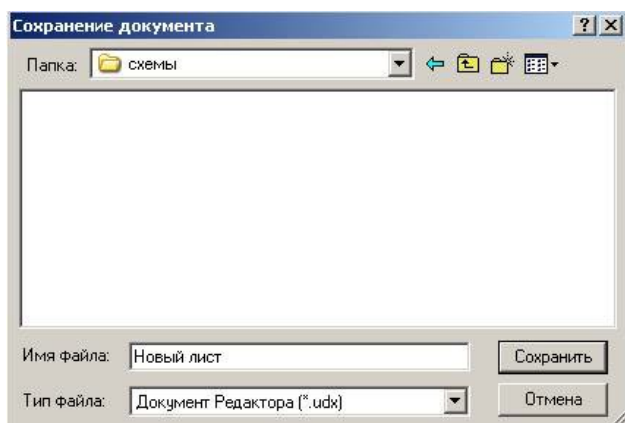 Сохранение документа
Папка: схемы
Имя файла: Новый лист
Сохранить
Тип файла: Документ Редактора (*.udx)
Отмена